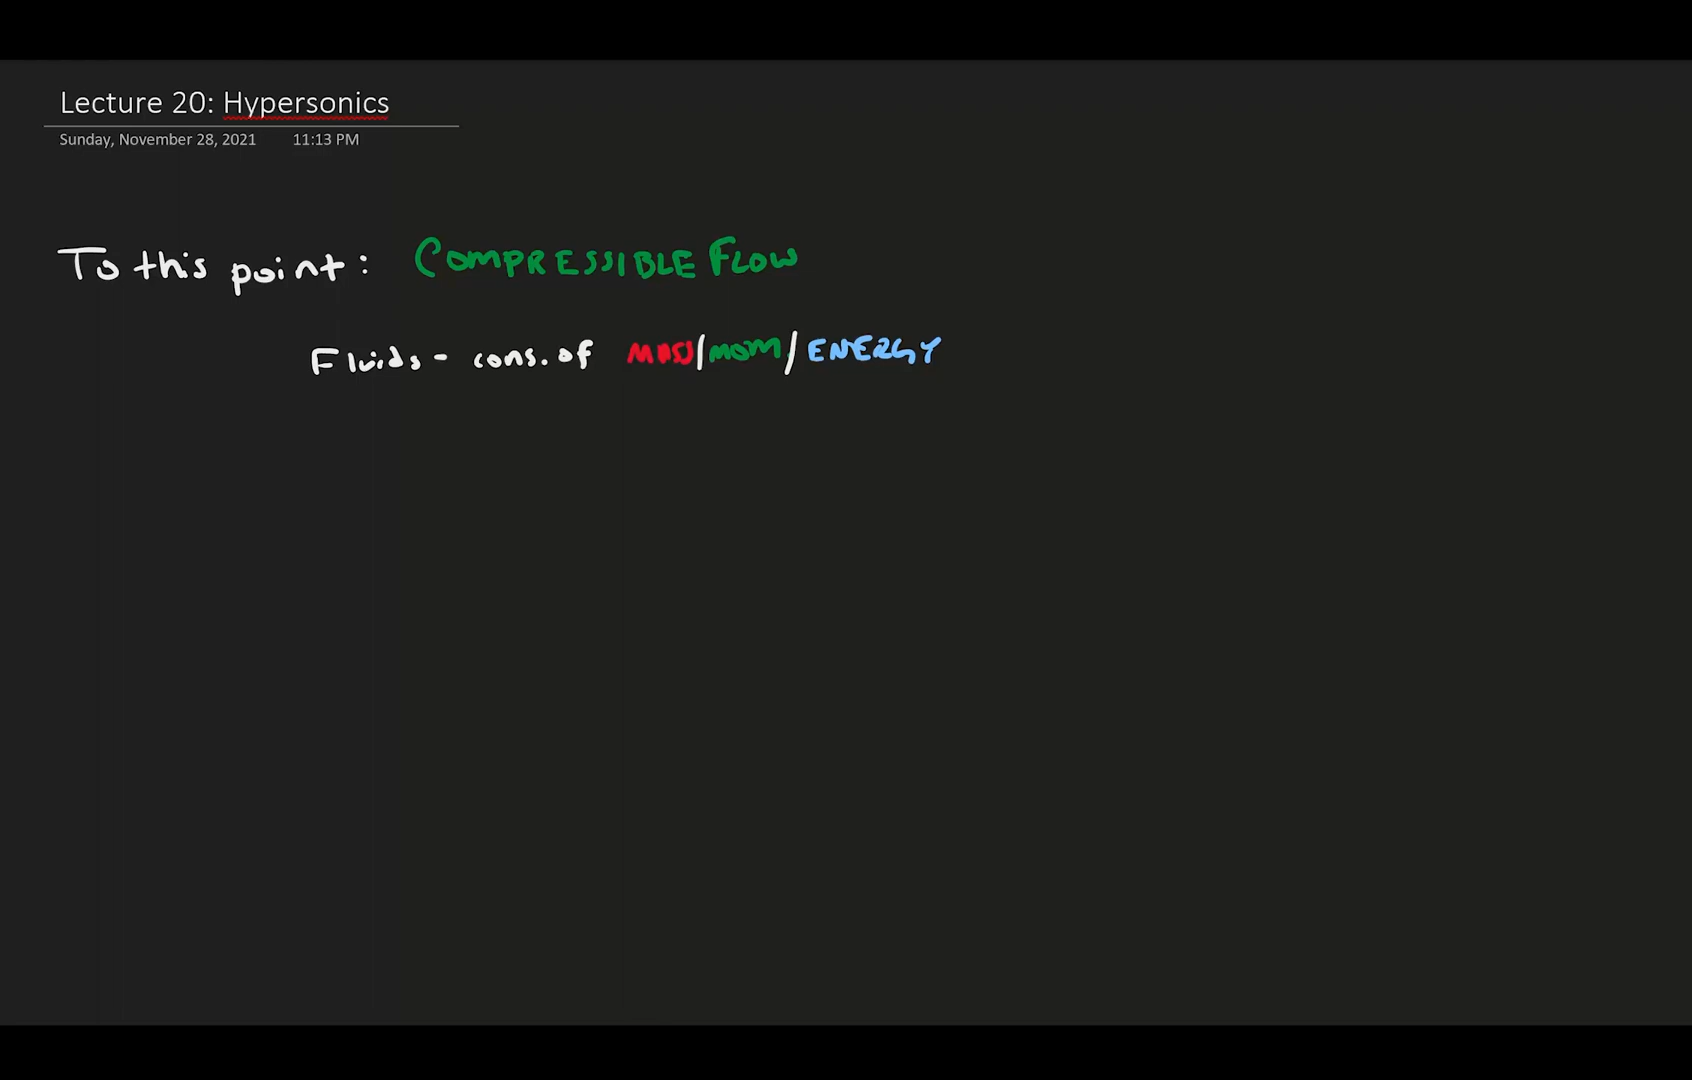 Lecture 20: Hypersonics
Sunday, November 28, 2021 11:13 PM
To this point: COMPRESSIBLE FLOW
Fluids - cons. of MASS/MOM/ENERGY